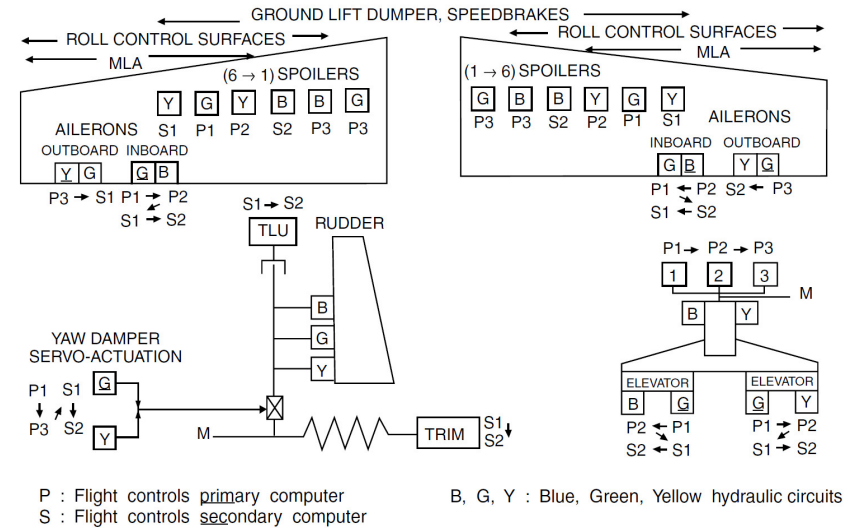 GROUND LIFT DUMPER, SPEEDBRAKES
ROLL CONTROL SURFACES
ROLL CONTROL SURFACES
MLA
MLA
(6 → 1) SPOILERS
(1 → 6) SPOILERS
Y G Y B B G
G B B Y G Y
S1 P1 P2 S2 P3 P3
P3 P3 S2 P2 P1 S1
AILERONS
AILERONS
OUTBOARD INBOARD
INBOARD OUTBOARD
Y G G B
G B Y G
P3 → S1 P1 → P2
S1 → S2
P1 ← P2 S2 ← P3
S1 ← S2
S1 → S2
TLU
RUDDER
B
G
Y
P1 → P2 → P3
1 2 3
M
B Y
ELEVATOR ELEVATOR
B G G Y
P2 ← P1 P1 → P2
S2 ← S1 S1 → S2
YAW DAMPER
SERVO-ACTUATION
P1 S1 G
P3 S2 Y
M
TRIM
S1
S2
P : Flight controls primary computer
S : Flight controls secondary computer
B, G, Y : Blue, Green, Yellow hydraulic circuits